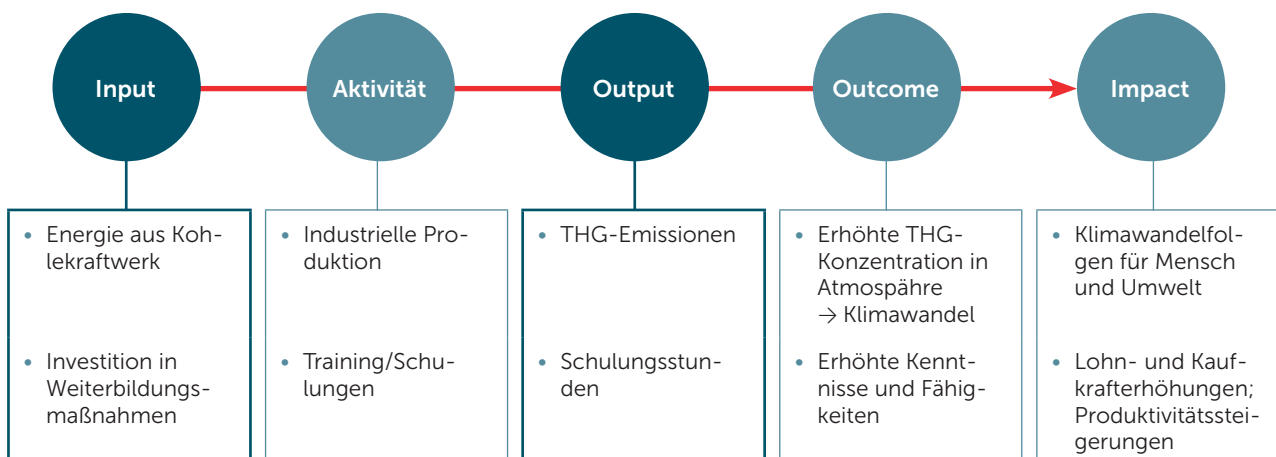 Input
Aktivität
Output
Outcome
Impact
• Energie aus Koh-
lekraftwerk
• Investition in
Weiterbildungs-
maßnahmen
• Industrielle Pro-
duktion
• Training/Schu-
lungen
• THG-Emissionen
• Schulungsstun-
den
• Erhöhte THG-
Konzentration in
Atmospähre
→ Klimawandel
• Erhöhte Kennt-
nisse und Fähig-
keiten
• Klimawandelfol-
gen für Mensch
und Umwelt
• Lohn- und Kauf-
krafterhöhungen;
Produktivitätsstei-
gerungen